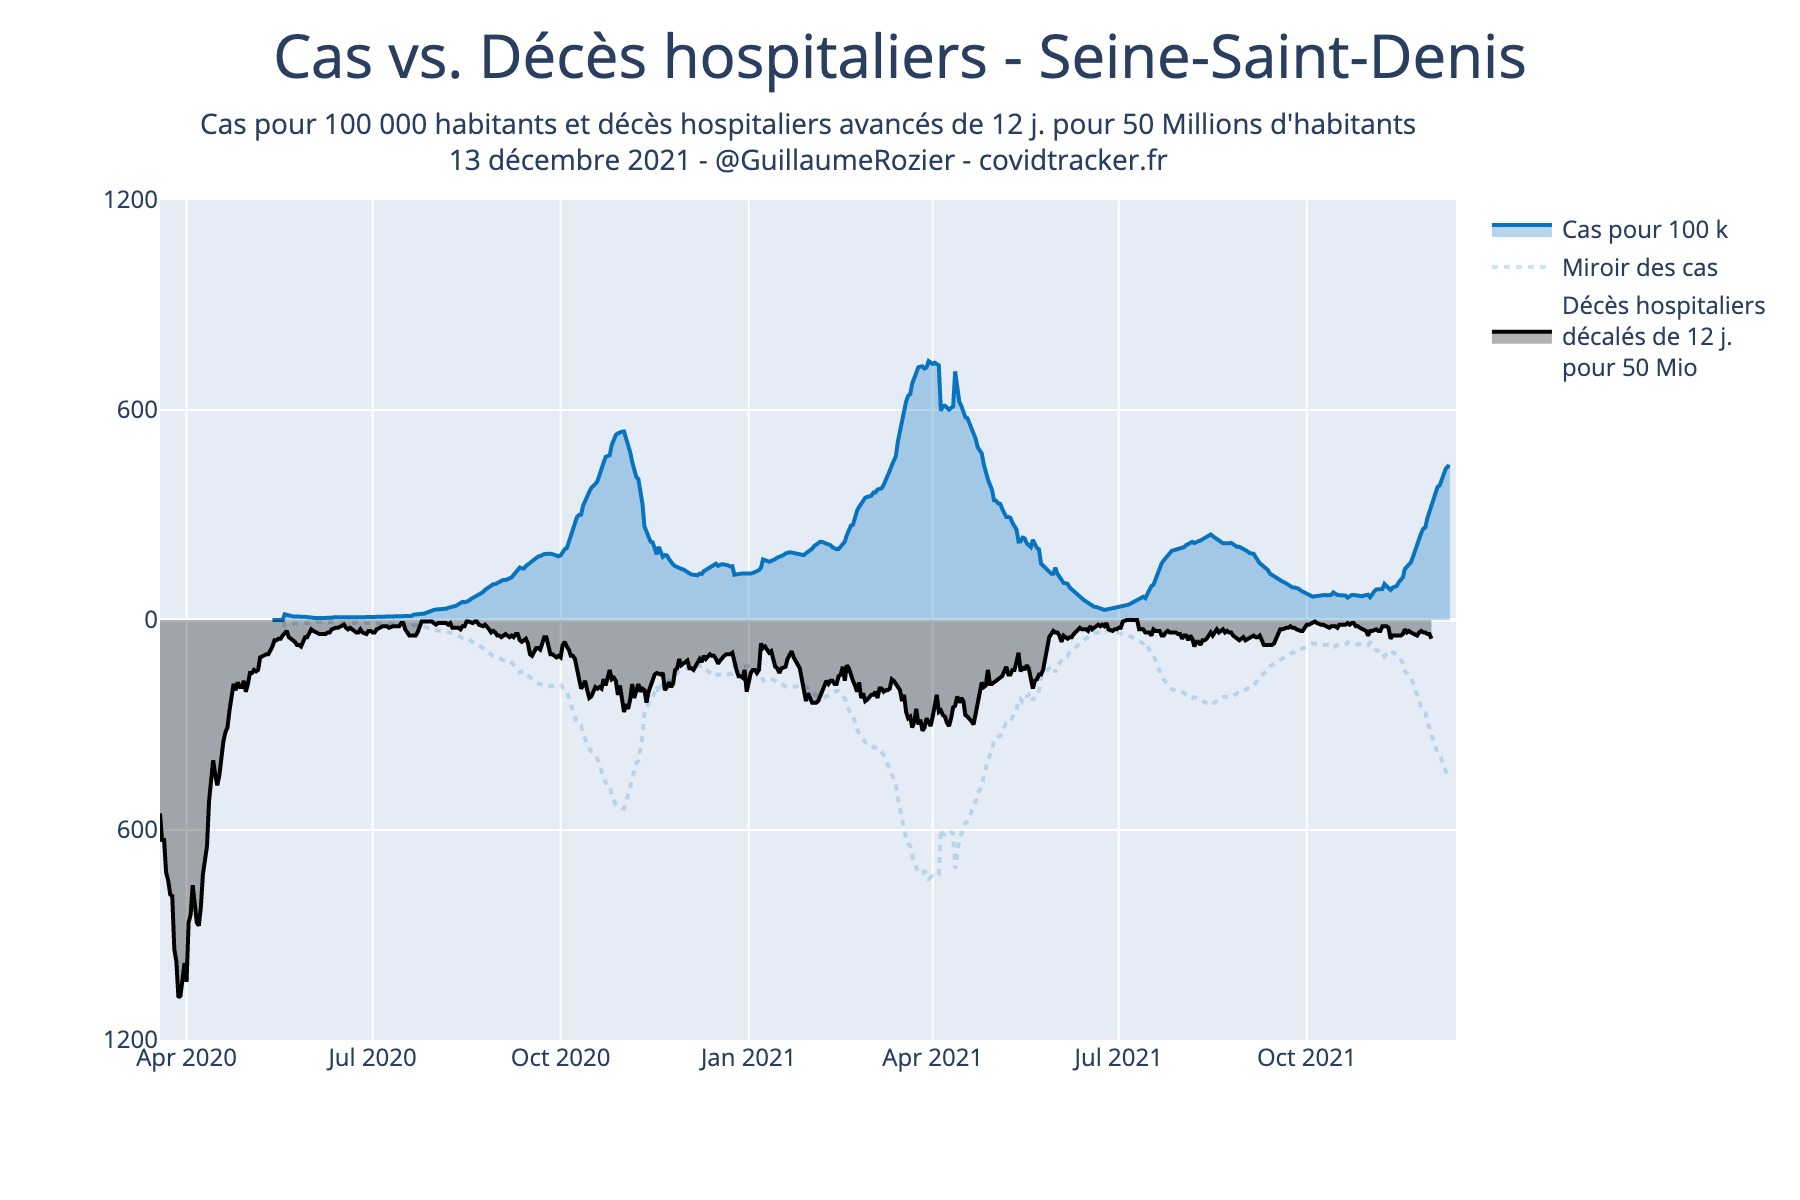 Cas vs. Décès hospitaliers - Seine-Saint-Denis
Cas pour 100 000 habitants et décès hospitaliers avancés de 12 j. pour 50 Millions d'habitants
13 décembre 2021 - @GuillaumeRozier - covidtracker.fr
1200
600
0
600
1200
Apr 2020
Jul 2020
Oct 2020
Jan 2021
Apr 2021
Jul 2021
Oct 2021
Cas pour 100 k
Miroir des cas
Décès hospitaliers
décalés de 12 j.
pour 50 Mio